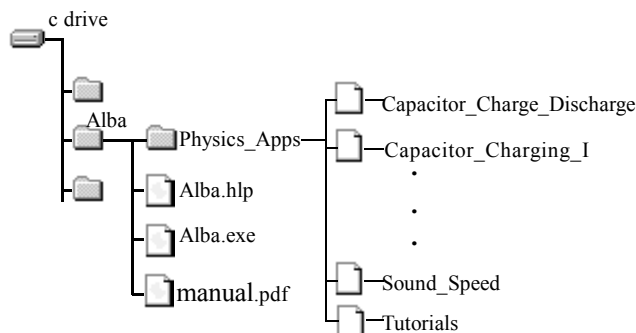 c drive
Alba
Physics_Apps
Alba.hlp
Alba.exe
manual.pdf
Capacitor_Charge_Discharge
Capacitor_Charging_I
Sound_Speed
Tutorials